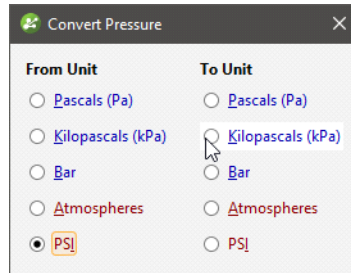 Convert Pressure
From Unit To Unit
Pascals (Pa) Pascals (Pa)
Kilopascals (kPa) Kilopascals (kPa)
Bar Bar
Atmospheres Atmospheres
PSI PSI